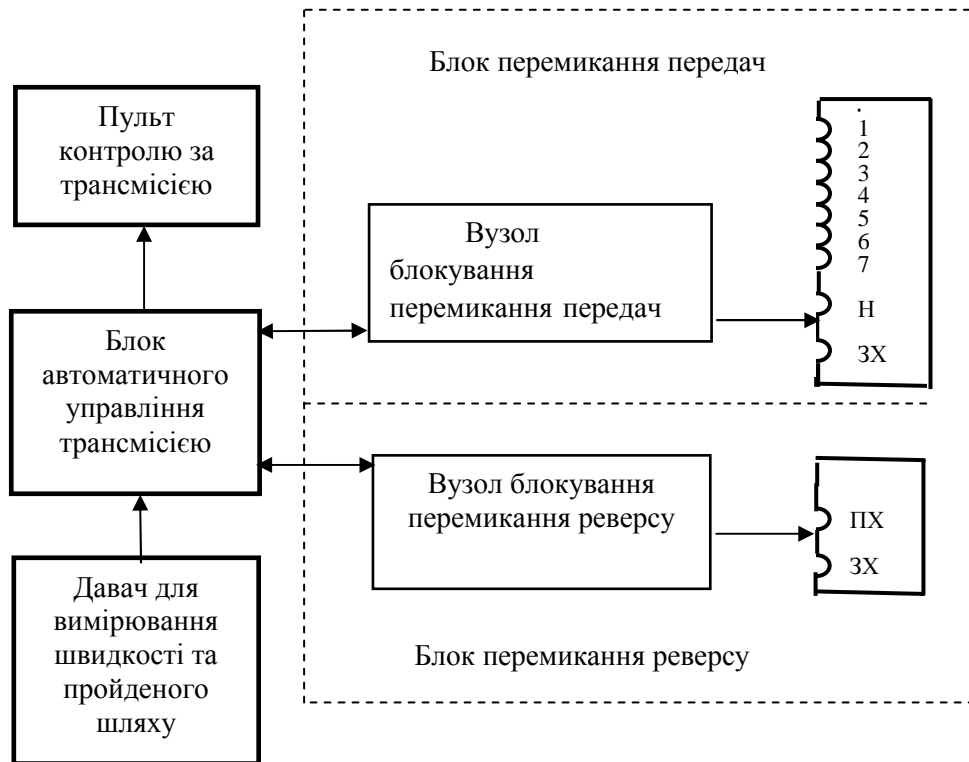 Блок перемикання передач
Пульт
контролю за
трансмісією
.
1
2
3
4
5
6
7
Н
ЗХ
Вузол
блокування
перемикання передач
Блок
автоматичного
управління
трансмісією
Вузол блокування
перемикання реверсу
ПХ
ЗХ
Давач для
вимірювання
швидкості та
пройденого
шляху
Блок перемикання реверсу